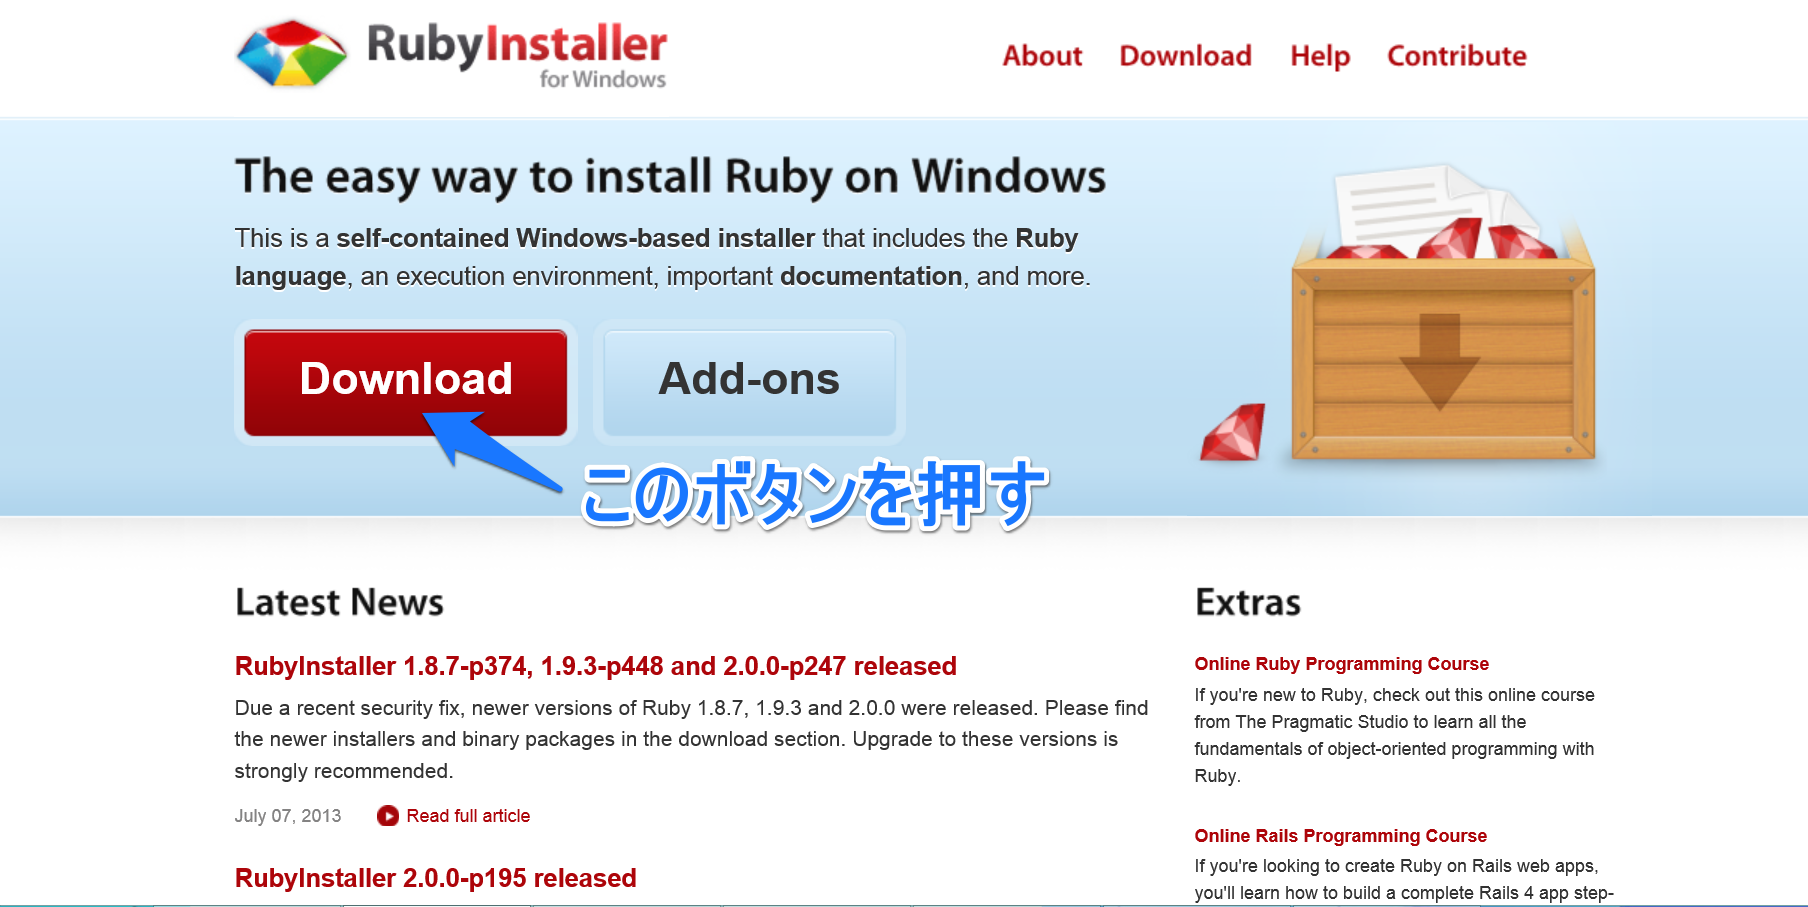 RubyInstaller
for Windows
About Download Help Contribute
The easy way to install Ruby on Windows
This is a self-contained Windows-based installer that includes the Ruby
language, an execution environment, important documentation, and more.
Download
Add-ons
このボタンを押す
Latest News
RubyInstaller 1.8.7-p374, 1.9.3-p448 and 2.0.0-p247 released
Due a recent security fix, newer versions of Ruby 1.8.7, 1.9.3 and 2.0.0 were released. Please find
the newer installers and binary packages in the download section. Upgrade to these versions is
strongly recommended.
July 07, 2013
Read full article
RubyInstaller 2.0.0-p195 released
Extras
Online Ruby Programming Course
If you're new to Ruby, check out this online course
from The Pragmatic Studio to learn all the
fundamentals of object-oriented programming with
Ruby.
Online Rails Programming Course
If you're looking to create Ruby on Rails web apps,
you'll learn how to build a complete Rails 4 app step-